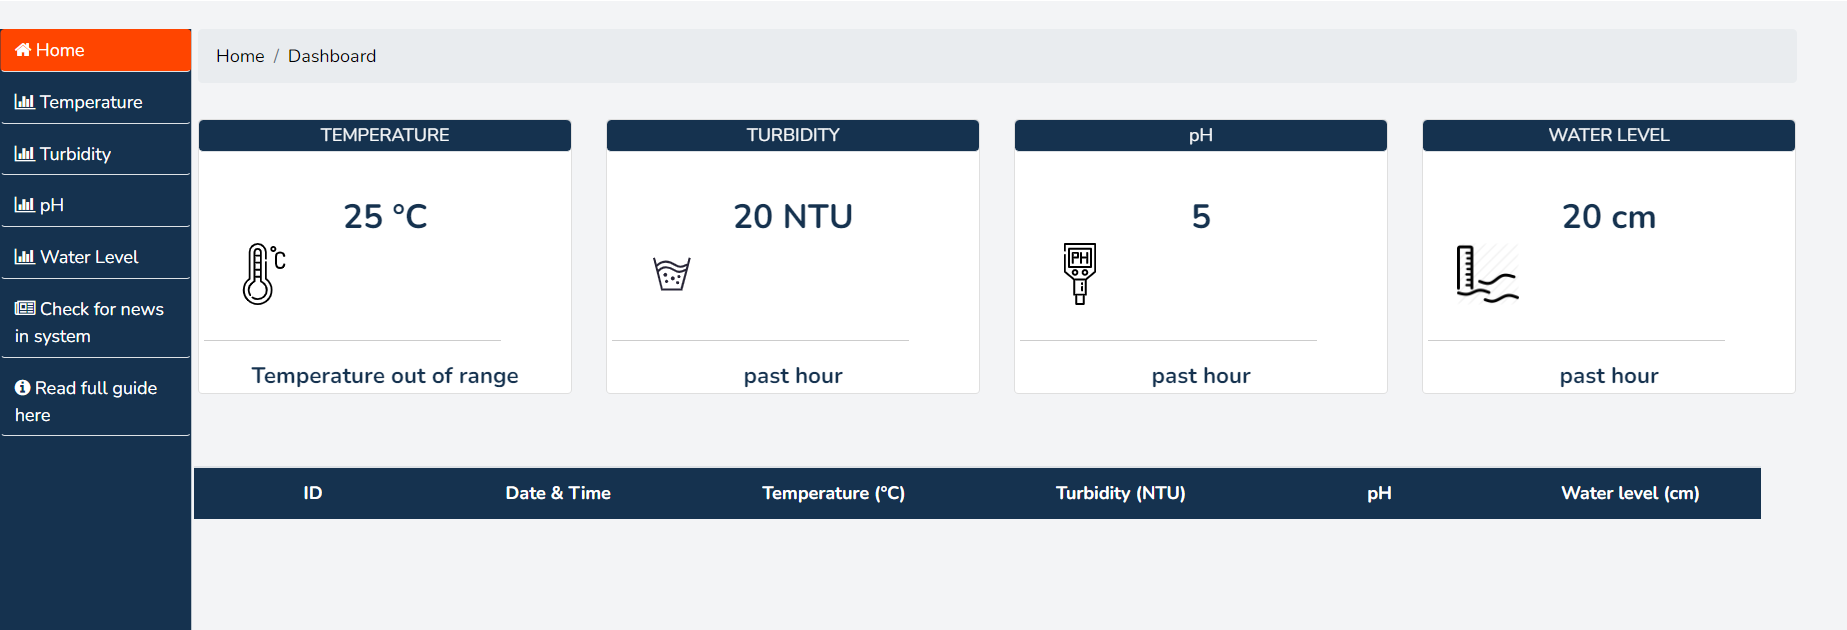 Home
Temperature
Turbidity
pH
Water Level
Check for news
in system
Read full guide
here
Home / Dashboard
TEMPERATURE
25 °C
°C
Temperature out of range
TURBIDITY
20 NTU
past hour
pH
5
PH
past hour
WATER LEVEL
20 cm
past hour
ID Date & Time Temperature (°C) Turbidity (NTU) pH Water level (cm)